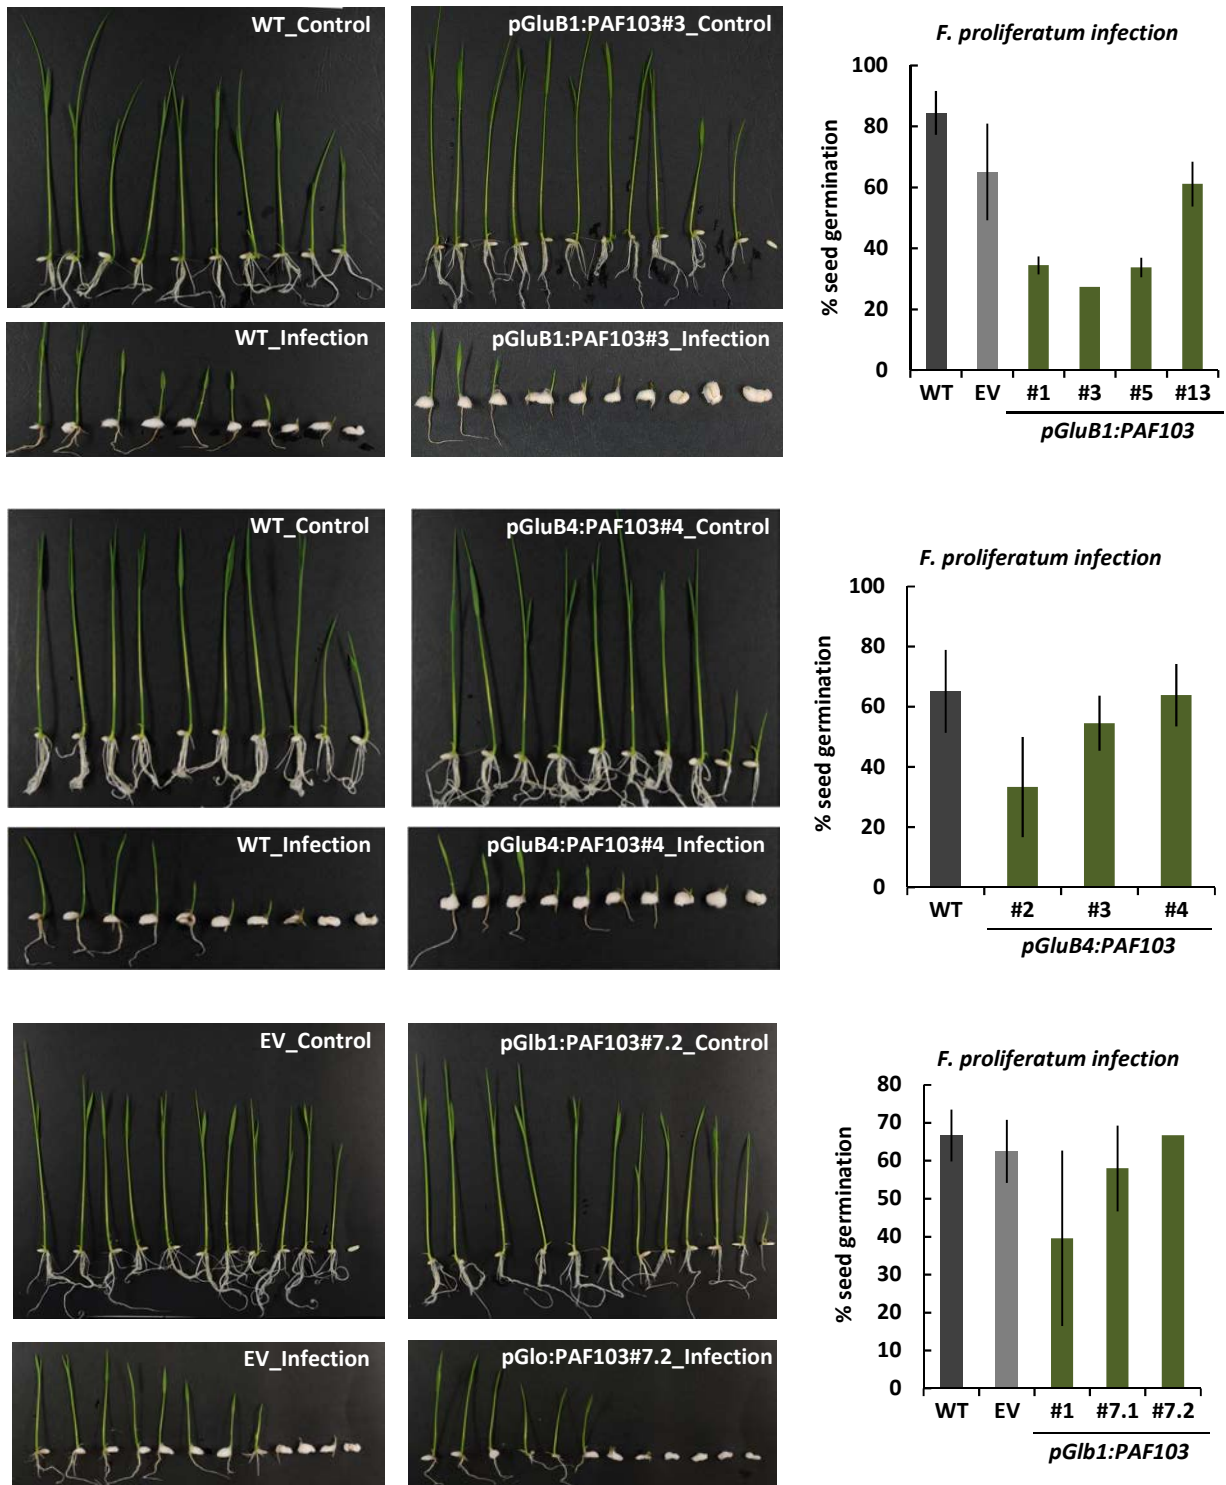 WT_Control
pGluB1:PAF103#3_Control
WT_Infection
pGluB1:PAF103#3_Infection
F. proliferatum infection
% seed germination
100
80
60
40
20
0
WT EV #1 #3 #5 #13
pGluB1:PAF103
WT_Control
pGluB4:PAF103#4_Control
WT_Infection
pGluB4:PAF103#4_Infection
F. proliferatum infection
% seed germination
100
80
60
40
20
0
WT #2 #3 #4
pGluB4:PAF103
EV_Control
pGlb1:PAF103#7.2_Control
EV_Infection
pGlo:PAF103#7.2_Infection
F. proliferatum infection
% seed germination
80
70
60
50
40
30
20
10
0
WT EV #1 #7.1 #7.2
pGlb1:PAF103